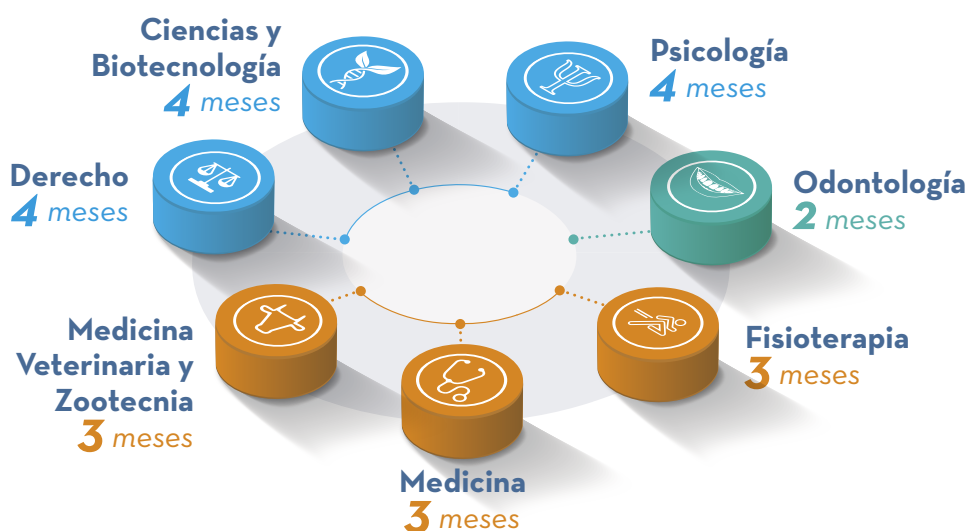 Ciencias y
Biotecnología
4 meses
Psicología
4 meses
Derecho
4 meses
Odontología
2 meses
Medicina
Veterinaria y
Zootecnia
3 meses
Fisioterapia
3 meses
Medicina
3 meses